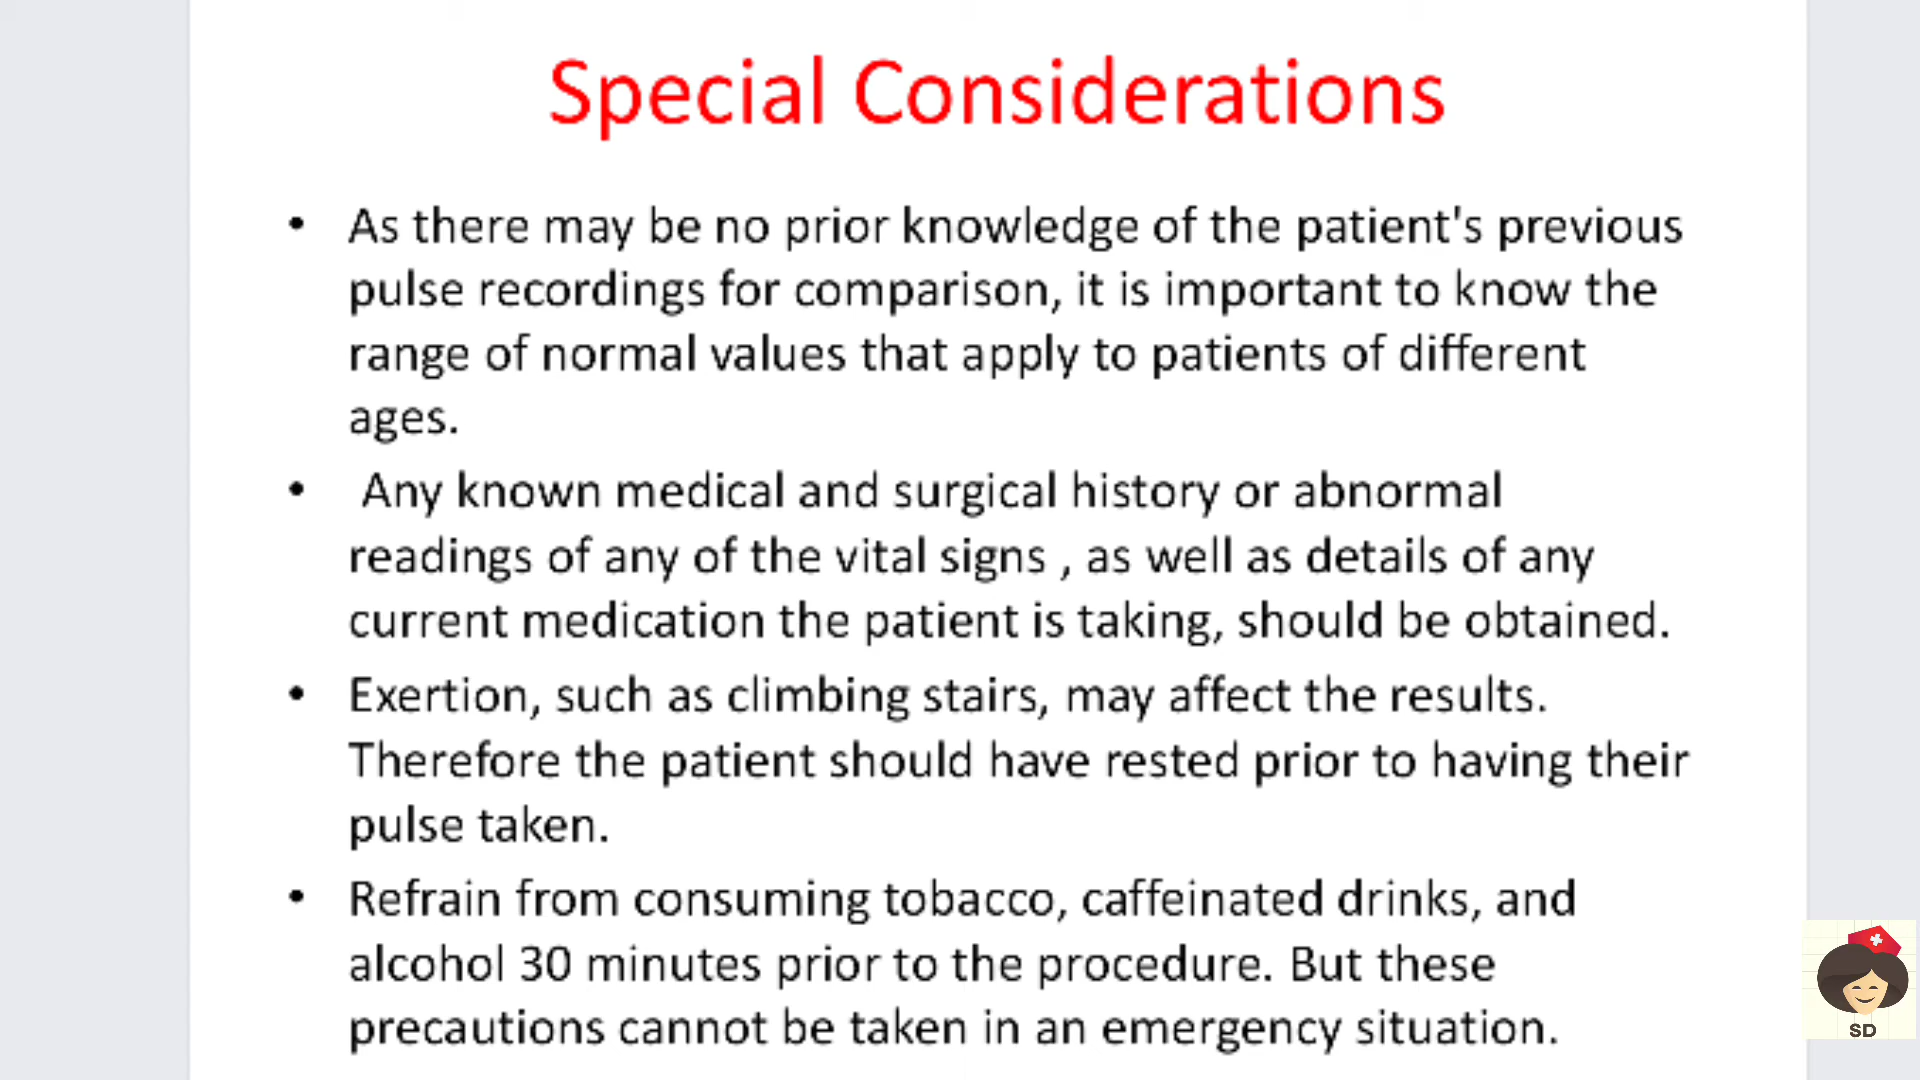 Special Considerations
• As there may be no prior knowledge of the patient's previous
pulse recordings for comparison, it is important to know the
range of normal values that apply to patients of different
ages.
• Any known medical and surgical history or abnormal
readings of any of the vital signs , as well as details of any
current medication the patient is taking, should be obtained.
• Exertion, such as climbing stairs, may affect the results.
Therefore the patient should have rested prior to having their
pulse taken.
• Refrain from consuming tobacco, caffeinated drinks, and
alcohol 30 minutes prior to the procedure. But these
precautions cannot be taken in an emergency situation.
SD